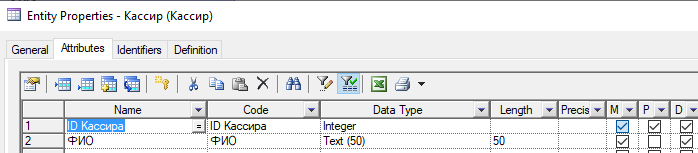 Entity Properties - Кассир (Кассир)
General Attributes Identifiers Definition
Name Code Data Type Length Precis M P D
1 ID Кассира = ID Кассира Integer
2 ФИО ФИО Text (50) 50